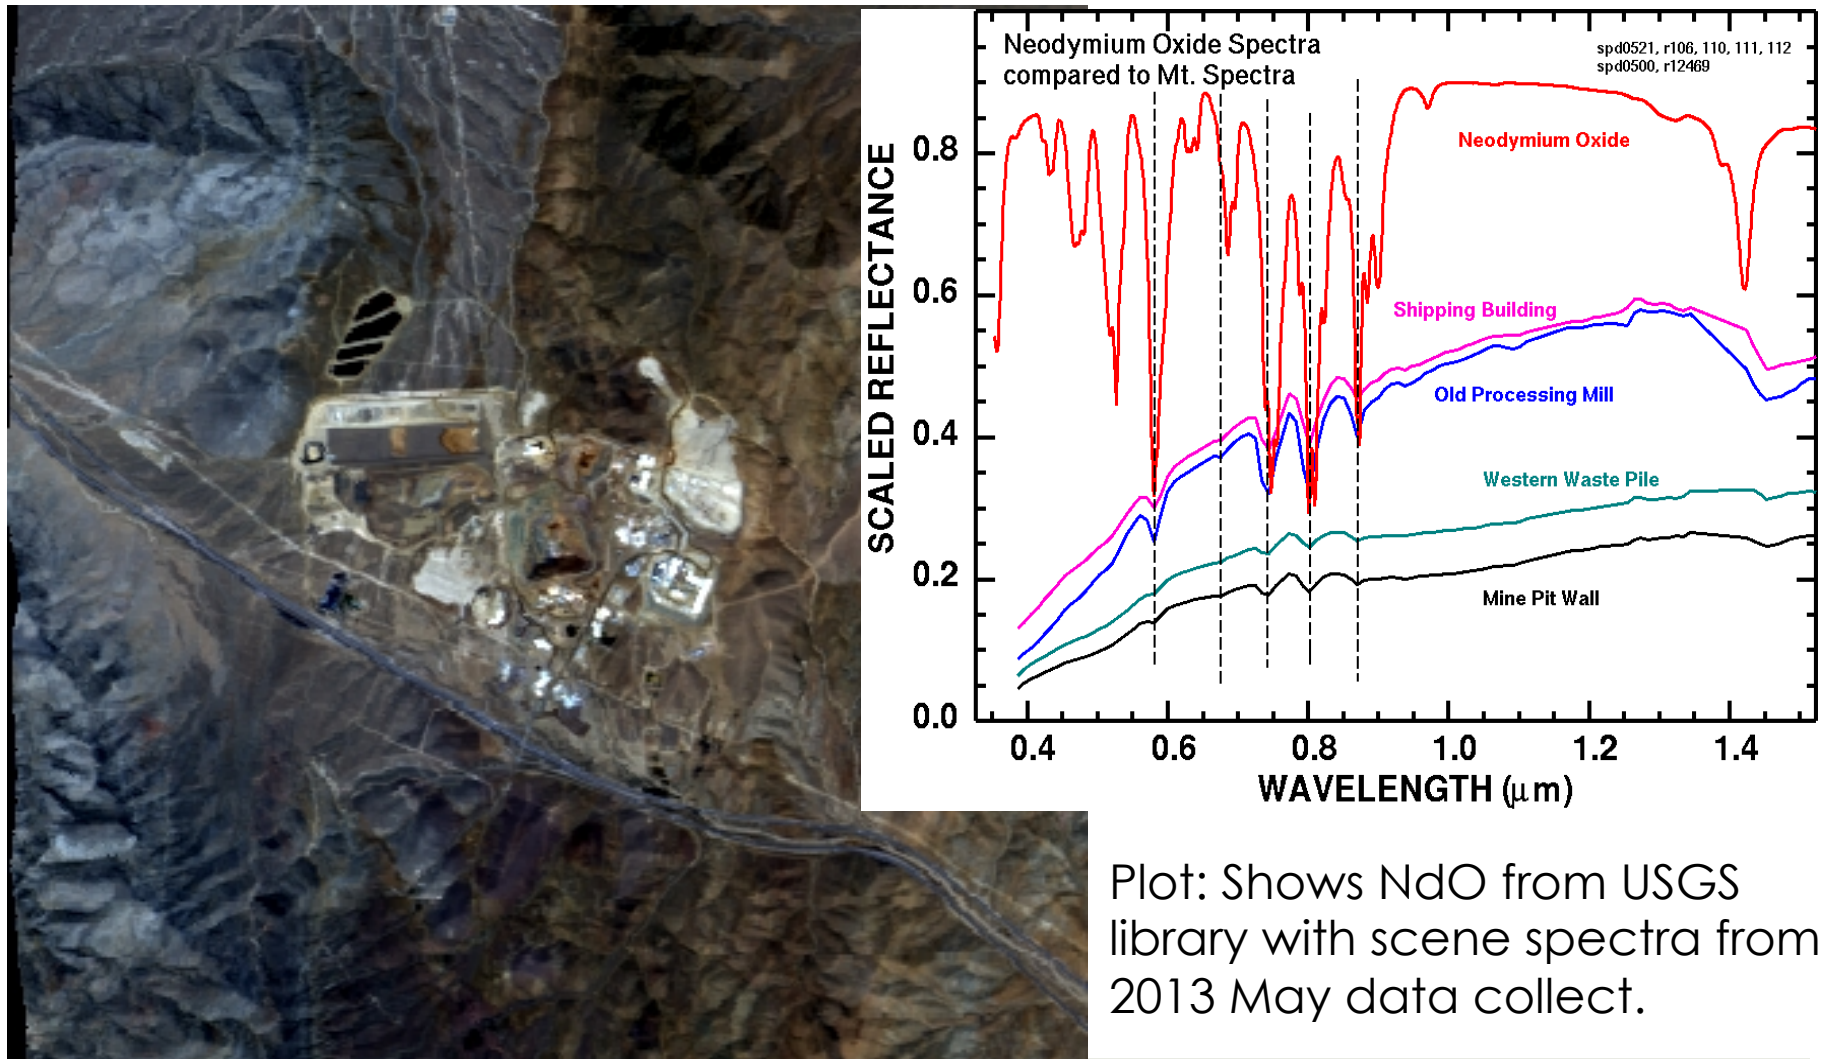 Neodymium Oxide Spectra
compared to Mt. Spectra
spd0521, r106, 110, 111, 112
spd0500, r12469
Neodymium Oxide
Shipping Building
Old Processing Mill
Western Waste Pile
Mine Pit Wall
SCALED REFLECTANCE
0.8
0.6
0.4
0.2
0.0
0.4 0.6 0.8 1.0 1.2 1.4
WAVELENGTH (μm)
Plot: Shows NdO from USGS
library with scene spectra from
2013 May data collect.